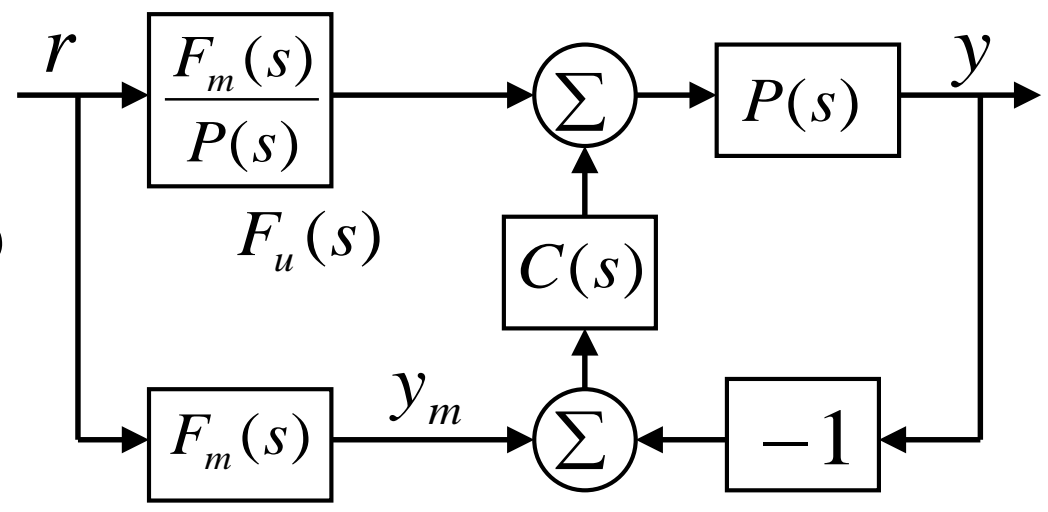 r
F_m(s)
P(s)
F_u(s)
Σ
P(s)
y
)
C(s)
F_m(s)
y_m
Σ
−1